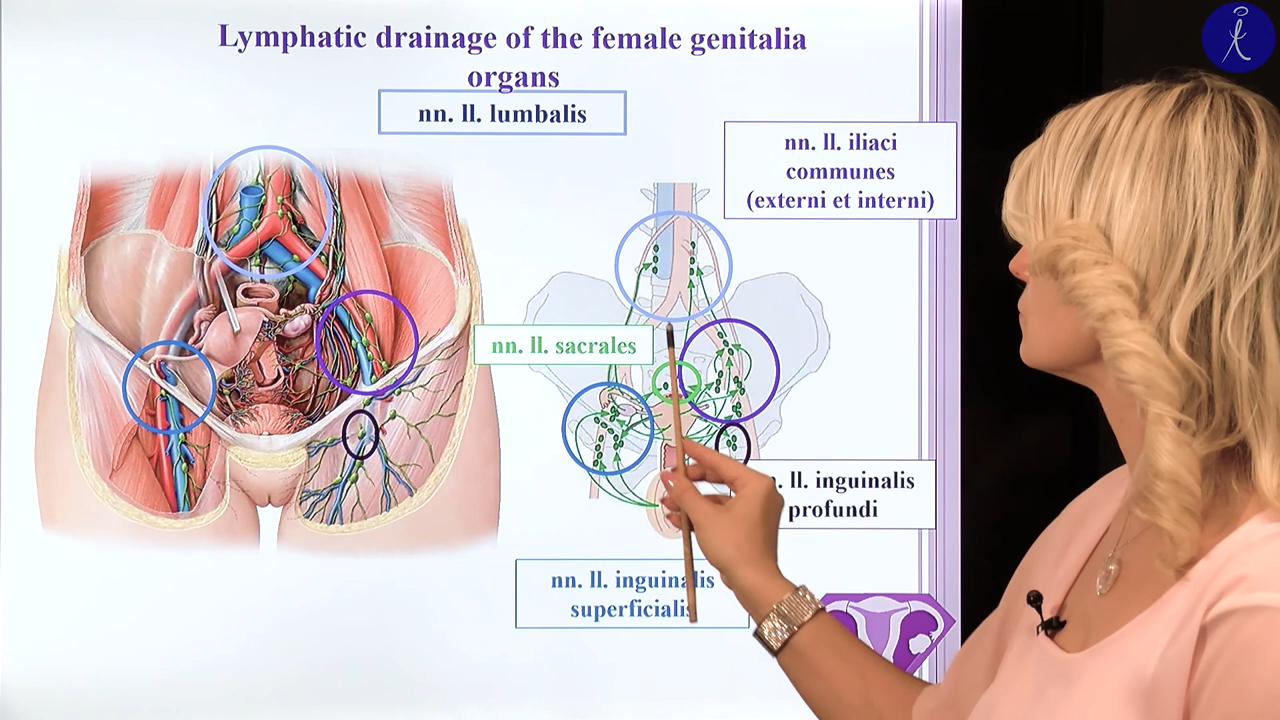 Lymphatic drainage of the female genitalia
organs
nn. ll. lumbalis
nn. ll. iliaci
communes
(externi et interni)
nn. ll. sacrales
ll. inguinalis
profundi
nn. ll. inguinalis
superficialis